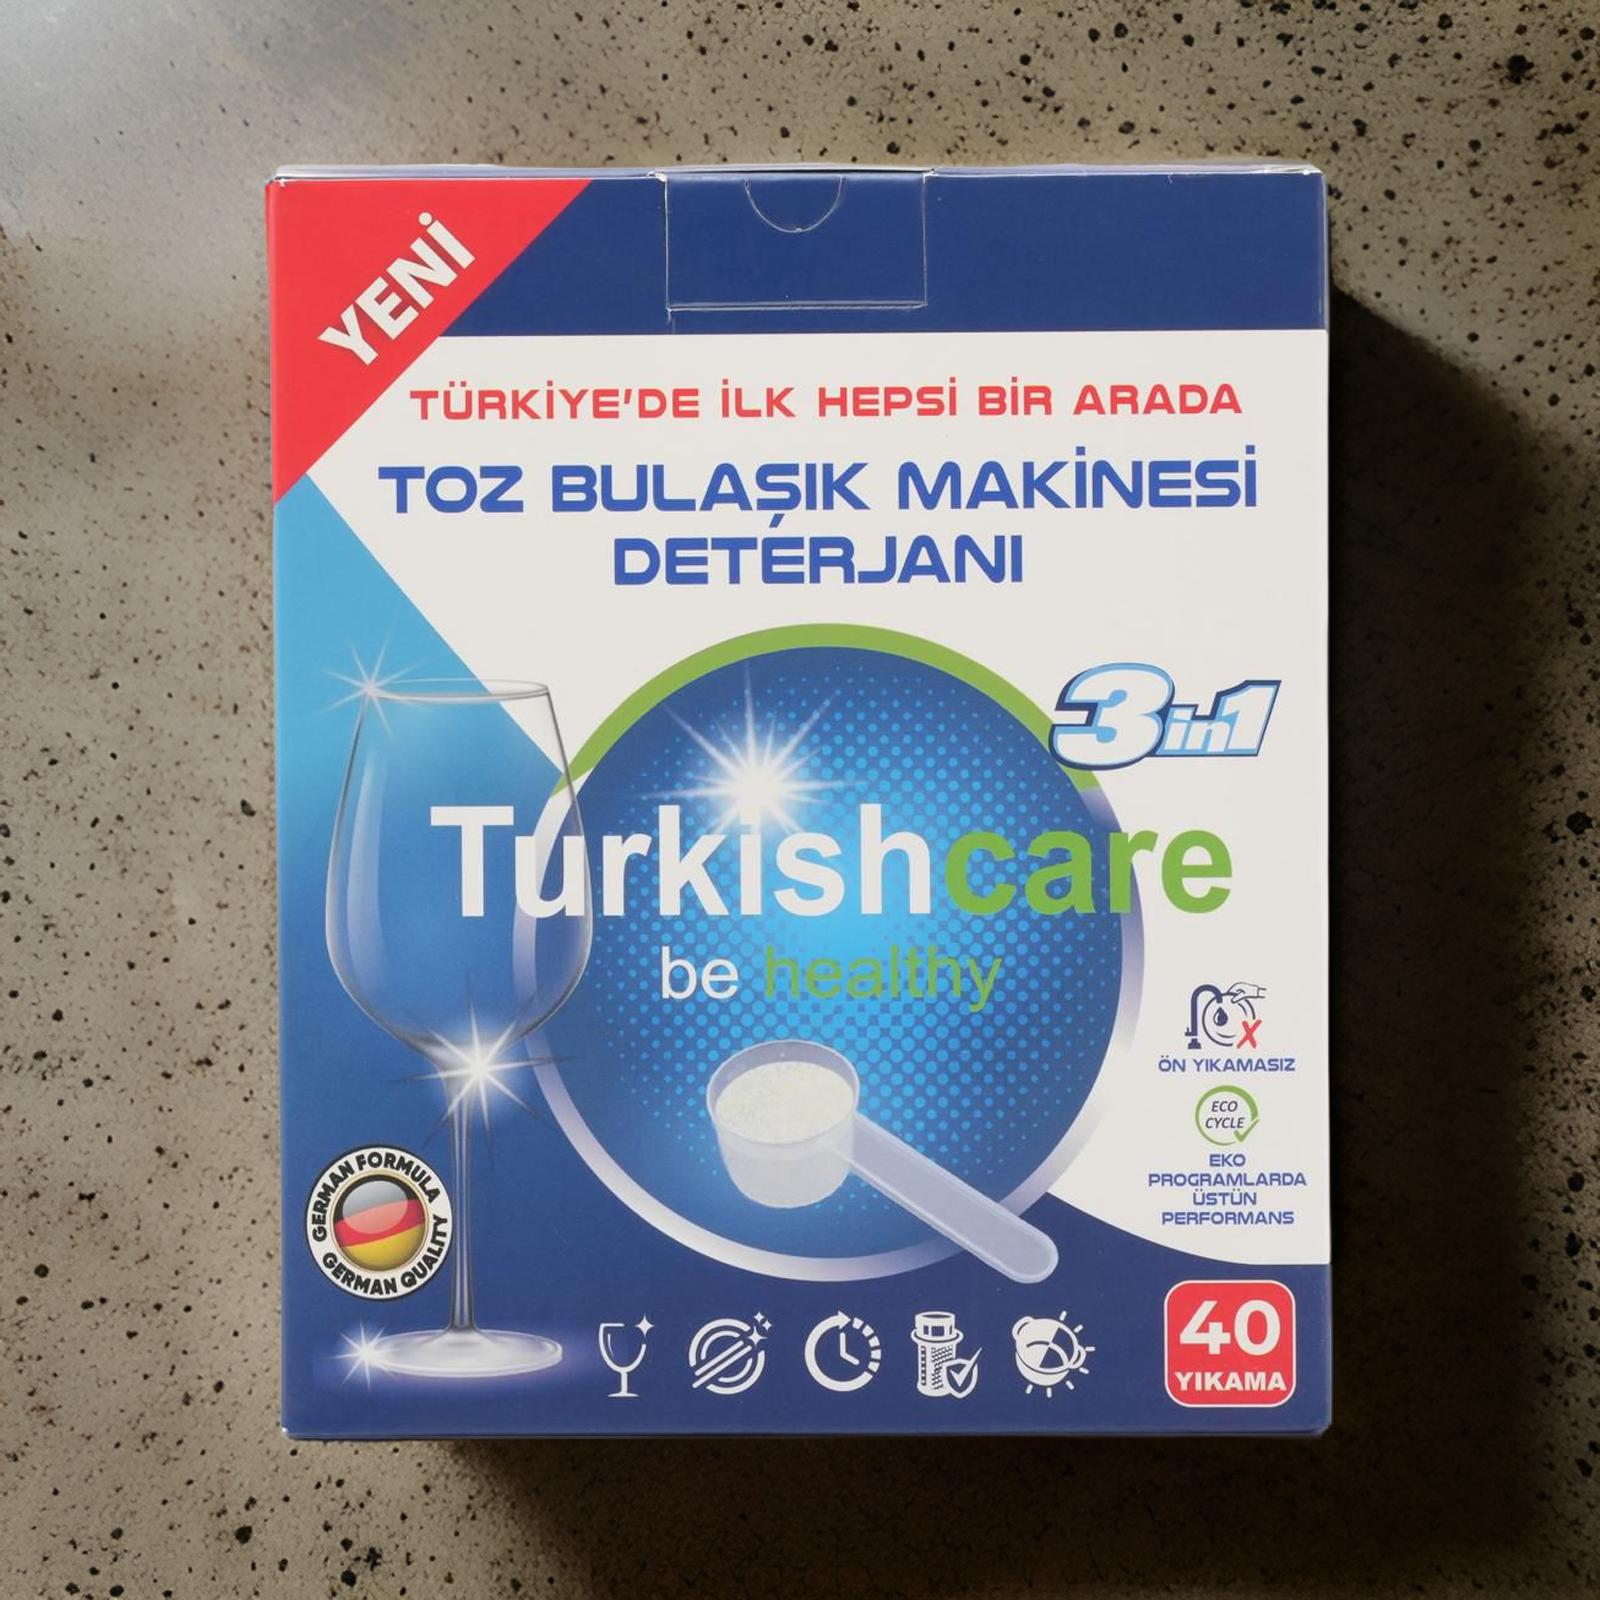 YENİ
TÜRKİYE'DE İLK HEPSİ BİR ARADA
TOZ BULAŞIK MAKİNESİ
DETERJANI
3in1
Turkishcare
be healthy
ÖN YIKAMASIZ
ECO
CYCLE
EKO
PROGRAMLARDA
ÜSTÜN
PERFORMANS
GERMAN FORMULA
GERMAN QUALITY
40
YIKAMA